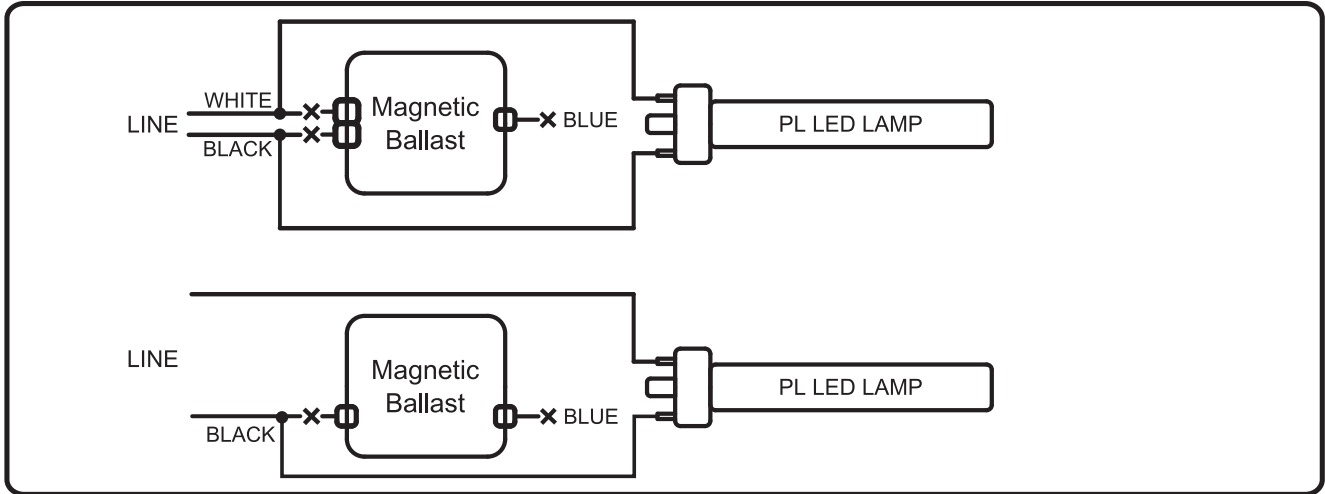 WHITE
LINE
BLACK
Magnetic
Ballast
BLUE
PL LED LAMP
LINE
BLACK
Magnetic
Ballast
BLUE
PL LED LAMP